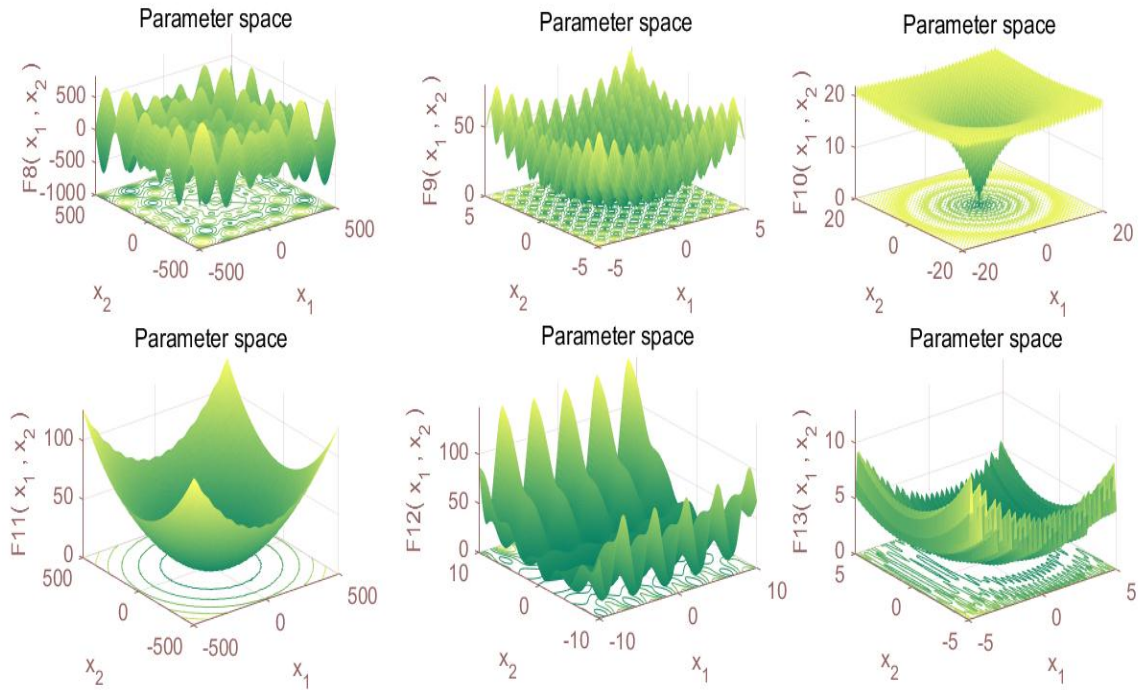 Parameter space
F8( x1 , x2 )
500
0
-500
-1000
500
0
-500
-500
0
500
x2
x1
Parameter space
F9( x1 , x2 )
50
0
5
0
-5
-5
0
5
x2
x1
Parameter space
F10( x1 , x2 )
20
10
0
20
0
-20
-20
0
20
x2
x1
Parameter space
F11( x1 , x2 )
100
50
0
500
0
-500
-500
0
500
x2
x1
Parameter space
F12( x1 , x2 )
100
50
0
10
0
-10
-10
0
10
x2
x1
Parameter space
F13( x1 , x2 )
10
5
0
5
0
-5
-5
0
5
x2
x1